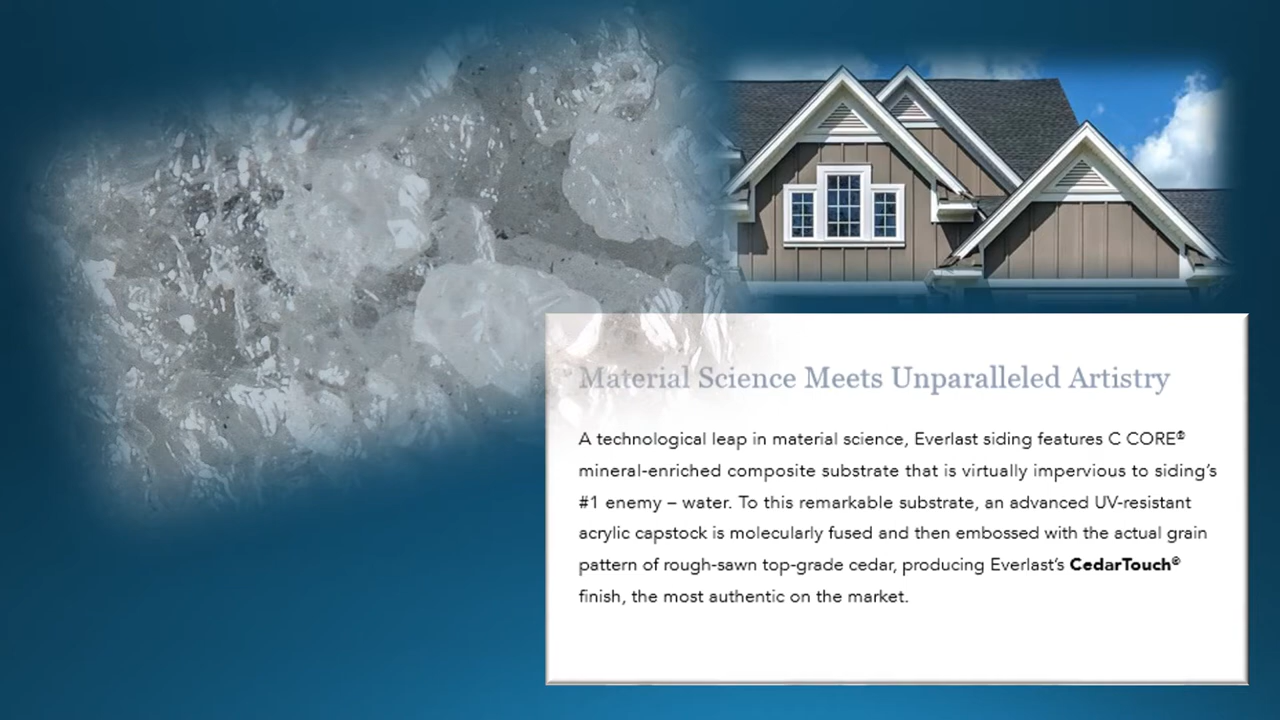 Material Science Meets Unparalleled Artistry
A technological leap in material science, Everlast siding features C CORE®
mineral-enriched composite substrate that is virtually impervious to siding's
#1 enemy – water. To this remarkable substrate, an advanced UV-resistant
acrylic capstock is molecularly fused and then embossed with the actual grain
pattern of rough-sawn top-grade cedar, producing Everlast's CedarTouch®
finish, the most authentic on the market.